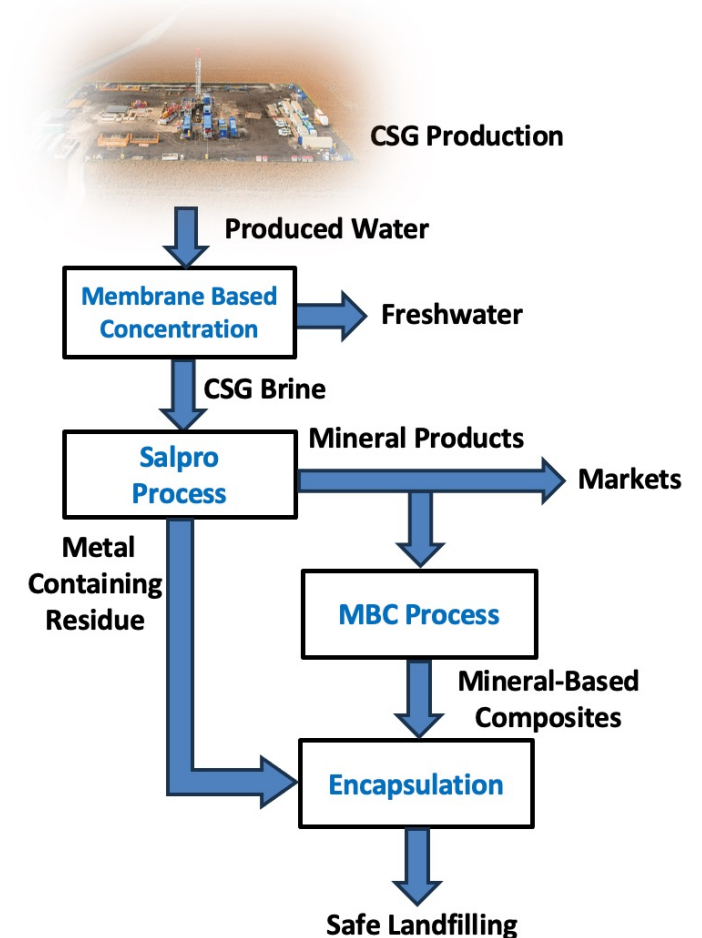 CSG Production
Produced Water
Membrane Based
Concentration
Freshwater
CSG Brine
Salpro
Process
Mineral Products
Markets
Metal
Containing
Residue
MBC Process
Mineral-Based
Composites
Encapsulation
Safe Landfilling